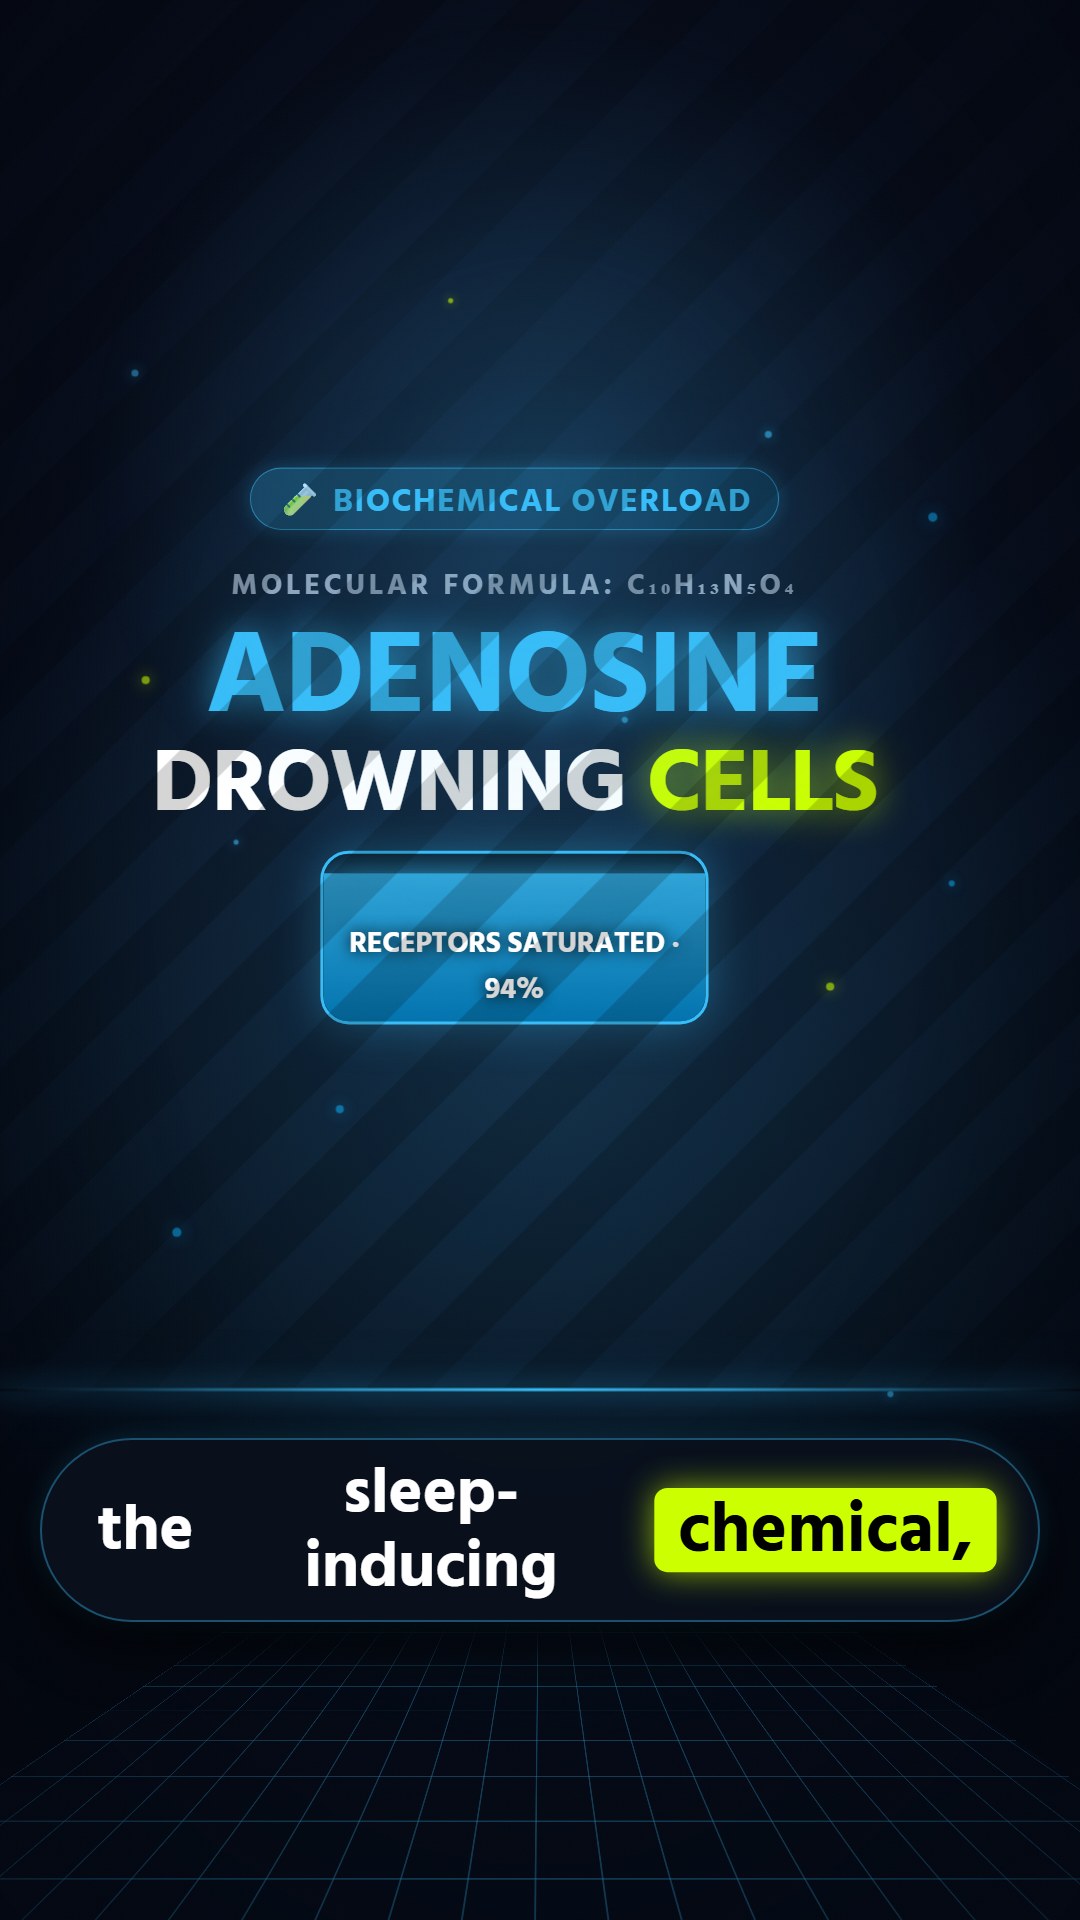 BIOCHEMICAL OVERLOAD
MOLECULAR FORMULA: C₁₀H₁₃N₅O₄
ADENOSINE
DROWNING CELLS
RECEPTORS SATURATED ·
94%
the sleep-inducing chemical,